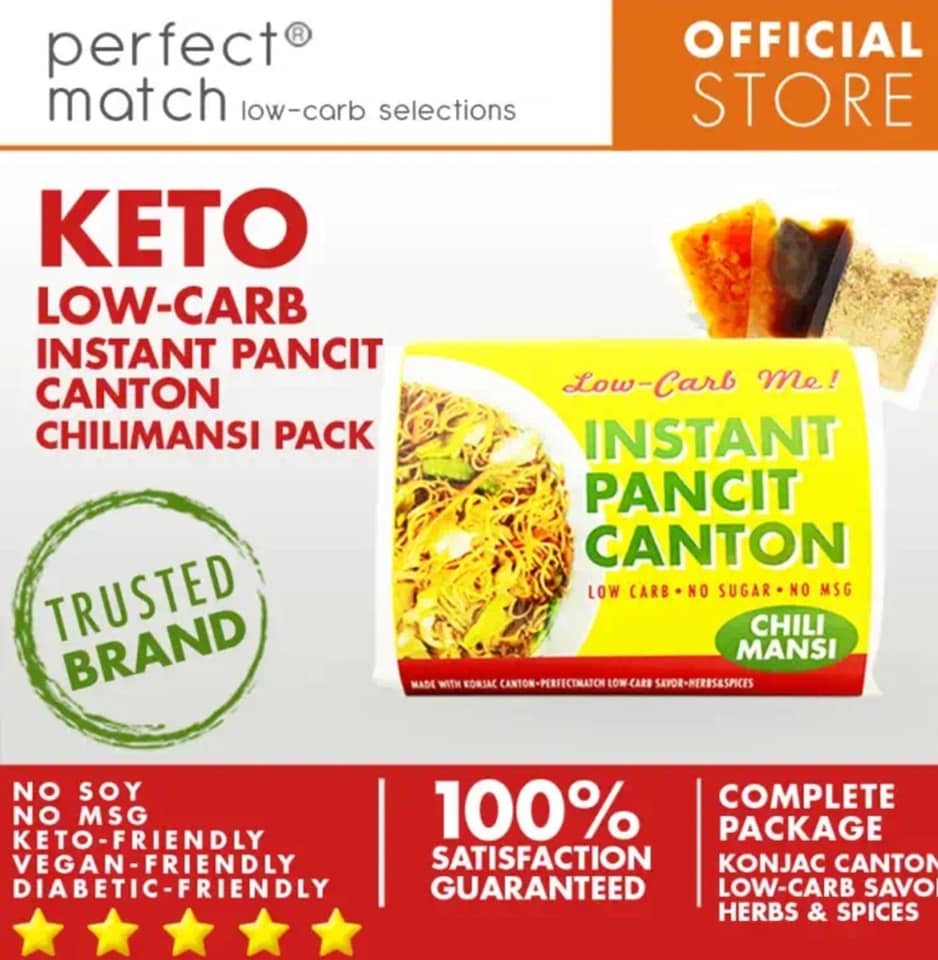 perfect®
match low-carb selections
OFFICIAL
STORE
KETO
LOW-CARB
INSTANT PANCIT
CANTON
CHILIMANSI PACK
Low-Carb Me!
INSTANT
PANCIT
CANTON
LOW CARB • NO SUGAR • NO MSG
CHILI
MANSI
MADE WITH KONJAC CANTON•PERFECTMATCH LOW-CARB SAVOR•HERBS&SPICES
TRUSTED
BRAND
NO SOY
NO MSG
KETO-FRIENDLY
VEGAN-FRIENDLY
DIABETIC-FRIENDLY
100%
SATISFACTION
GUARANTEED
COMPLETE
PACKAGE
KONJAC CANTON
LOW-CARB SAVO
HERBS & SPICES